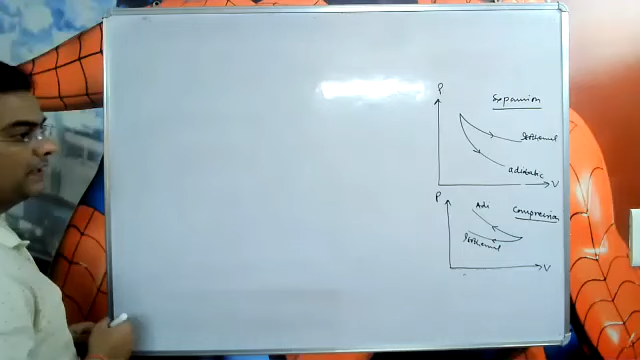 P
Expansion
Isothermal
adiabatic
V
P
Adi
Compression
Isothermal
V